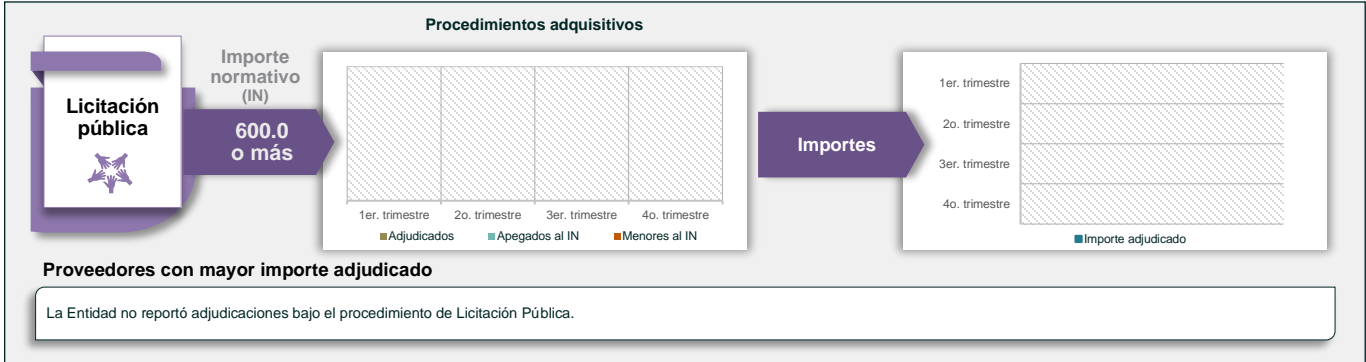 Procedimientos adquisitivos
Licitación
pública
Importe
normativo
(IN)
600.0
o más
1er. trimestre
2o. trimestre
3er. trimestre
4o. trimestre
Adjudicados
Apegados al IN
Menores al IN
Importes
1er. trimestre
2o. trimestre
3er. trimestre
4o. trimestre
Importe adjudicado
Proveedores con mayor importe adjudicado
La Entidad no reportó adjudicaciones bajo el procedimiento de Licitación Pública.